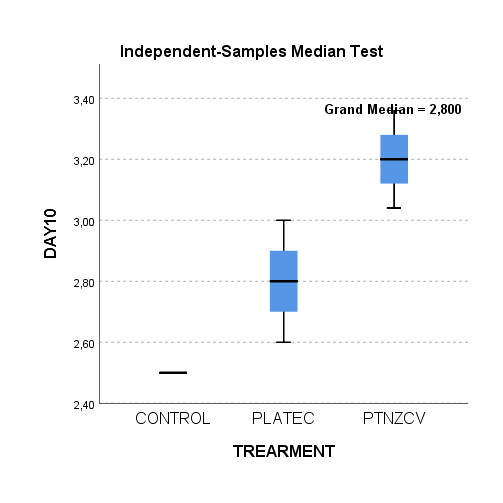 Independent-Samples Median Test
Grand Median = 2,800
3,40
3,20
3,00
2,80
2,60
2,40
DAY10
CONTROL PLATEC PTNZCV
TREARMENT